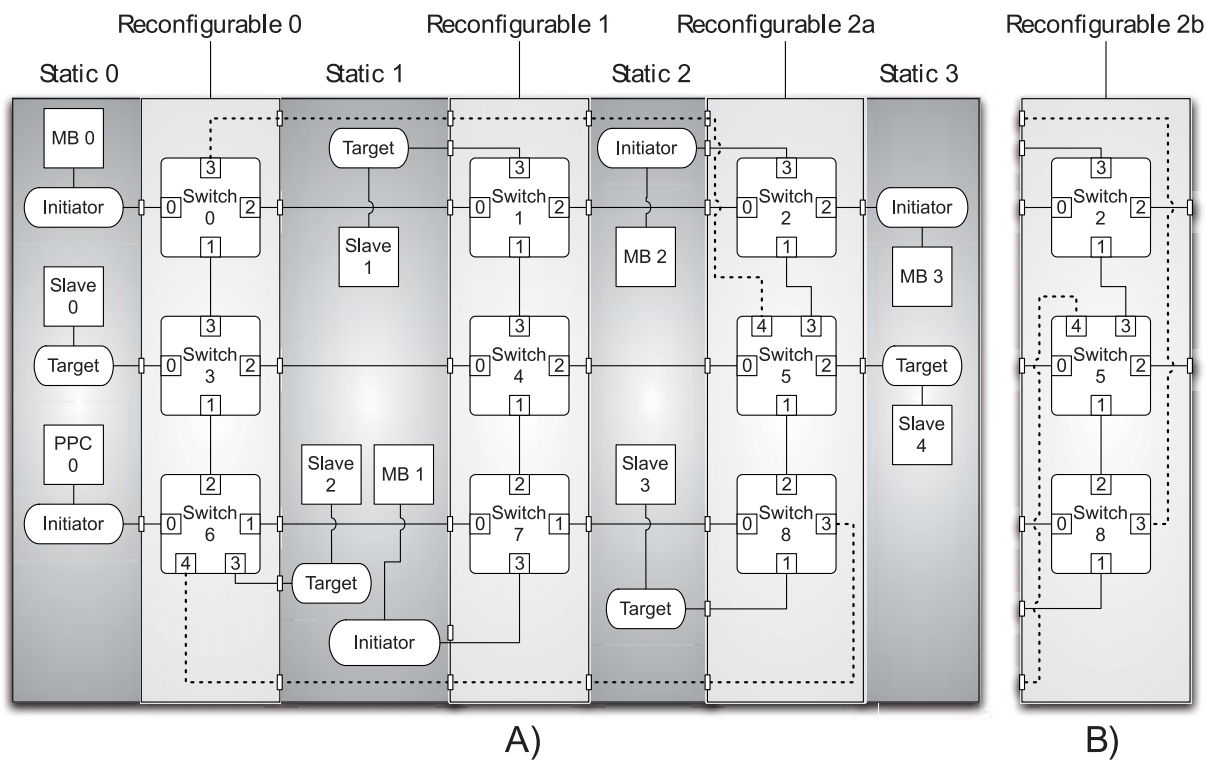 Reconfigurable 0
Reconfigurable 1
Reconfigurable 2a
Reconfigurable 2b
Static 0
Static 1
Static 2
Static 3
MB 0
Initiator
Slave
0
Target
PPC
0
Initiator
3
0
Switch
0
2
1
3
0
Switch
3
2
1
2
0
Switch
6
1
4
3
Target
Slave
1
Slave
2
MB 1
Target
Initiator
3
0
Switch
1
2
1
3
0
Switch
4
2
1
2
0
Switch
7
1
3
Initiator
MB 2
Slave
3
Target
3
0
Switch
2
2
1
4
3
0
Switch
5
2
1
2
0
Switch
8
3
1
Initiator
MB 3
Target
Slave
4
3
0
Switch
2
2
1
4
3
0
Switch
5
2
1
2
0
Switch
8
3
1
A)
B)